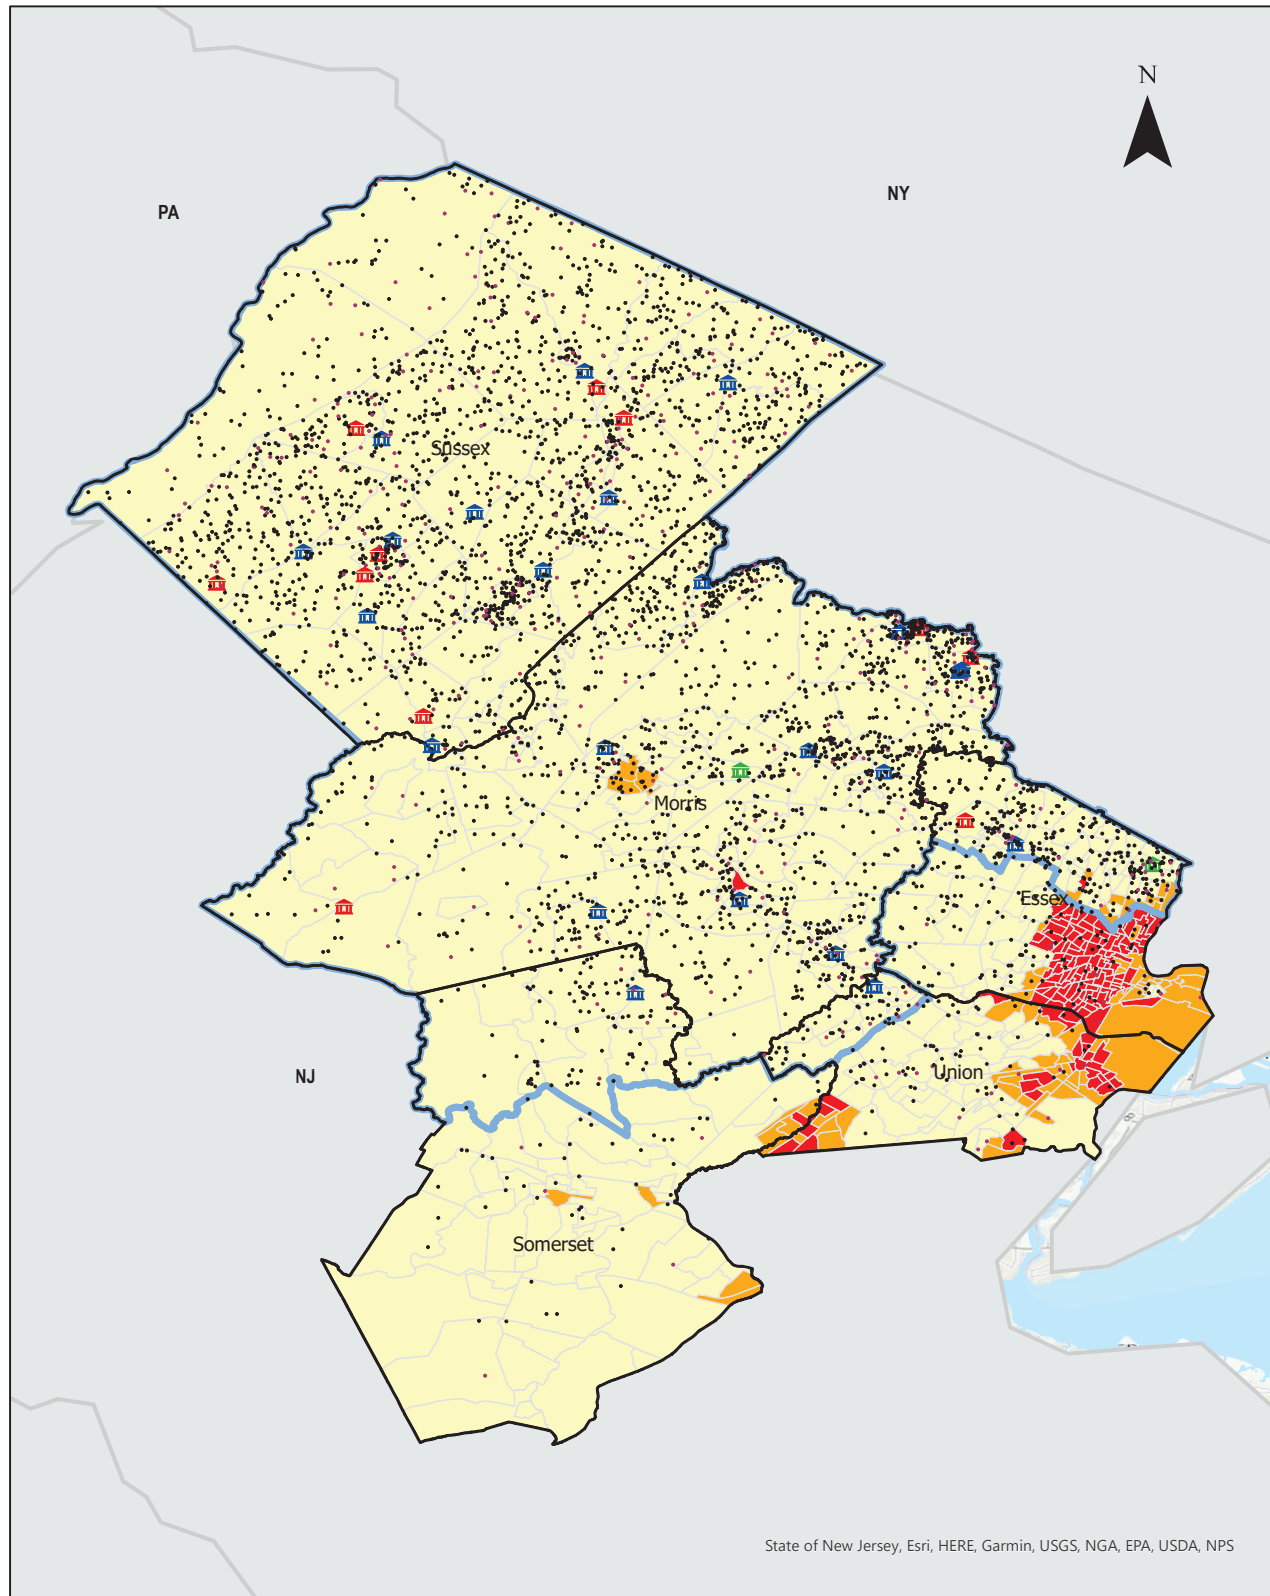 N
NY
PA
Sussex
Morris
Essex
NJ
Union
Somerset
State of New Jersey, Esri, HERE, Garmin, USGS, NGA, EPA, USDA, NPS